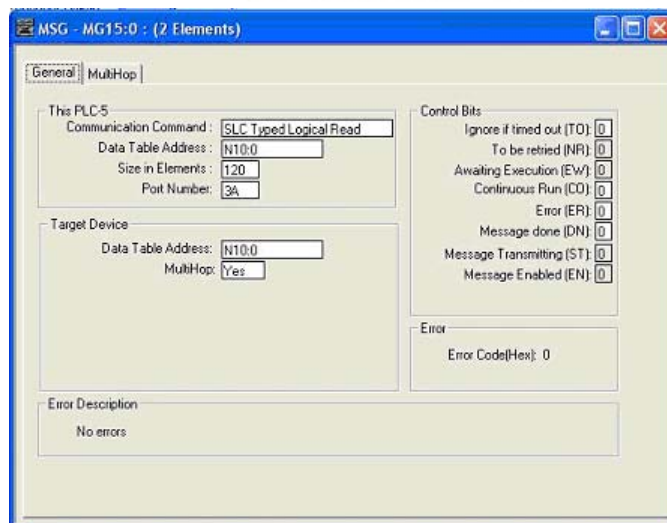 MSG - MG15:0 : (2 Elements)
General MultiHop
This PLC-5
Communication Command : SLC Typed Logical Read
Data Table Address : N10:0
Size in Elements : 120
Port Number: 3A
Target Device
Data Table Address: N10:0
MultiHop: Yes
Control Bits
Ignore if timed out (TO): 0
To be retried (NR): 0
Awaiting Execution (EW): 0
Continuous Run (CO): 0
Error (ER): 0
Message done (DN): 0
Message Transmitting (ST): 0
Message Enabled (EN): 0
Error
Error Code(Hex): 0
Error Description
No errors